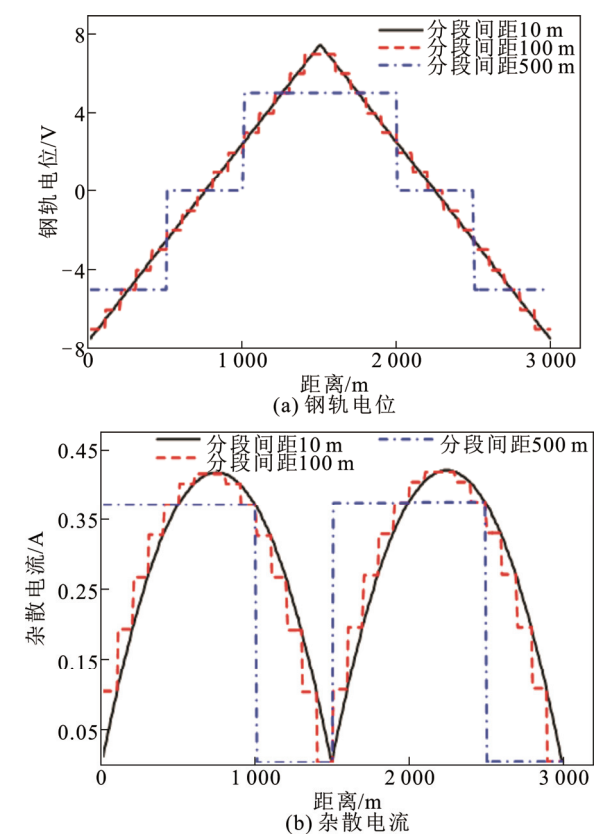 8
4
0
−4
−8
钢轨电位/V
分段间距10 m
分段间距100 m
分段间距500 m
0
1 000
2 000
3 000
距离/m
(a) 钢轨电位
0.45
0.35
0.25
0.15
0.05
杂散电流/A
分段间距10 m
分段间距500 m
分段间距100 m
0
1 000
2 000
3 000
距离/m
(b) 杂散电流